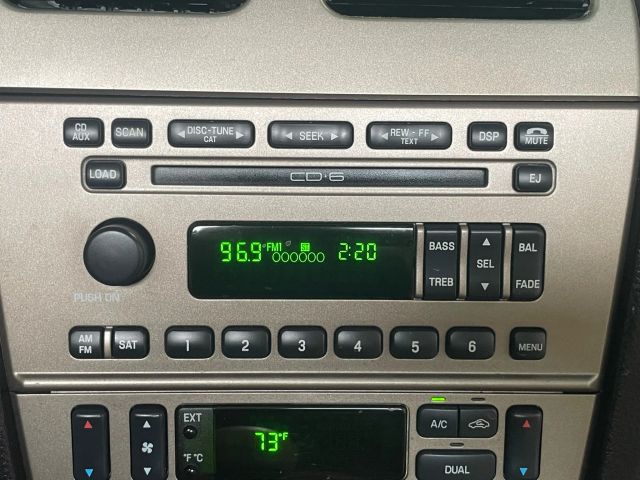 CD AUX SCAN DISC-TUNE CAT SEEK REW - FF TEXT DSP MUTE
LOAD CD·6 EJ
96.9 FM1 2:20
BASS TREB SEL BAL FADE
PUSH ON
AM FM SAT 1 2 3 4 5 6 MENU
EXT
°F °C
73°F
A/C
DUAL